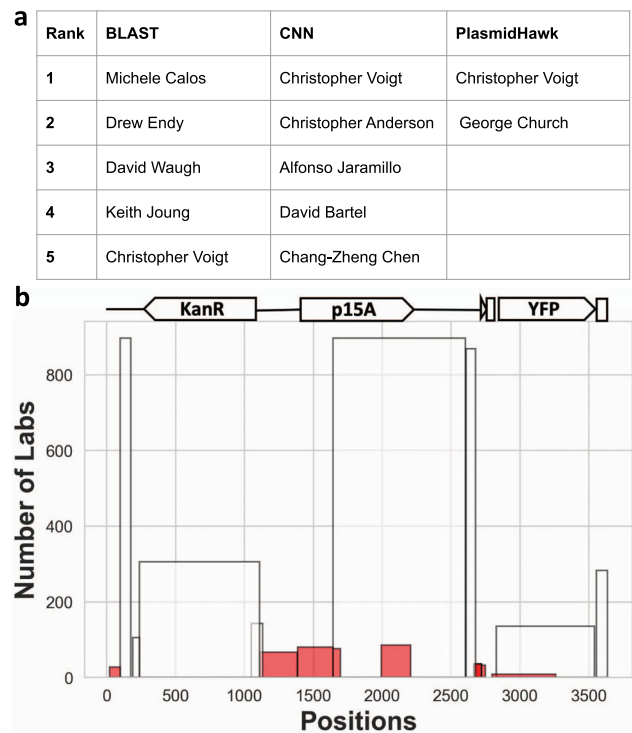 a
Rank BLAST CNN PlasmidHawk
1 Michele Calos Christopher Voigt Christopher Voigt
2 Drew Endy Christopher Anderson George Church
3 David Waugh Alfonso Jaramillo
4 Keith Joung David Bartel
5 Christopher Voigt Chang-Zheng Chen
b
KanR p15A YFP
Number of Labs
800
600
400
200
0
0 500 1000 1500 2000 2500 3000 3500
Positions